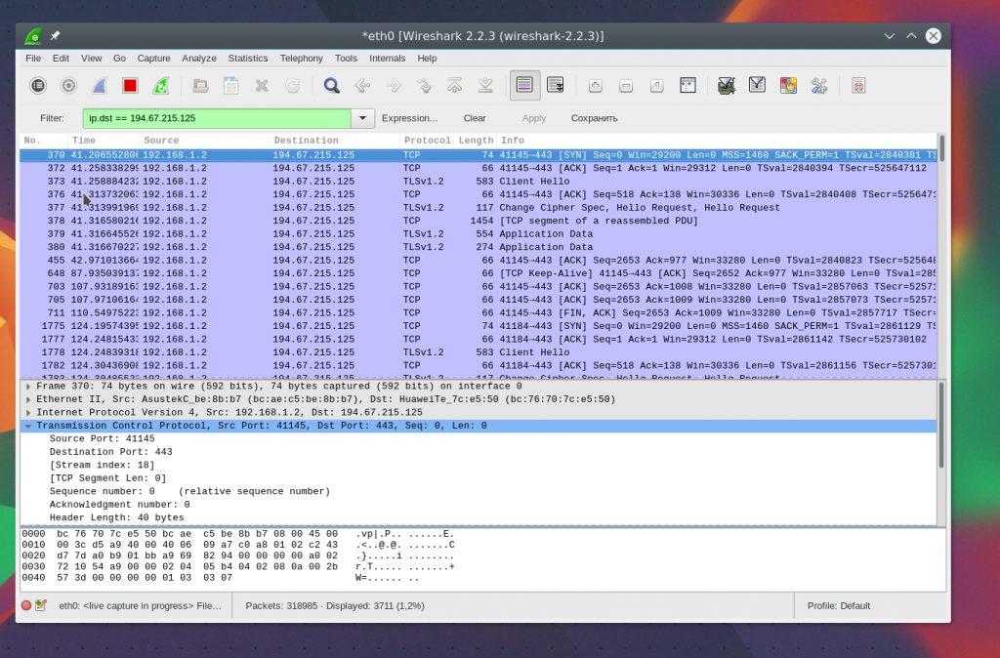 *eth0 [Wireshark 2.2.3 (wireshark-2.2.3)]
File Edit View Go Capture Analyze Statistics Telephony Tools Internals Help
Filter: ip.dst == 194.67.215.125 Expression... Clear Apply Сохранить
No. Time Source Destination Protocol Length Info
370 41.20655280 192.168.1.2 194.67.215.125 TCP 74 41145→443 [SYN] Seq=0 Win=29200 Len=0 MSS=1460 SACK_PERM=1 TSval=2840381 TS
372 41.25833829 192.168.1.2 194.67.215.125 TCP 66 41145→443 [ACK] Seq=1 Ack=1 Win=29312 Len=0 TSval=2840394 TSecr=525647112
373 41.25888423 192.168.1.2 194.67.215.125 TLSv1.2 583 Client Hello
376 41.31373206 192.168.1.2 194.67.215.125 TCP 66 41145→443 [ACK] Seq=518 Ack=138 Win=30336 Len=0 TSval=2840408 TSecr=5256471
377 41.31399196 192.168.1.2 194.67.215.125 TLSv1.2 117 Change Cipher Spec, Hello Request, Hello Request
378 41.31658021 192.168.1.2 194.67.215.125 TCP 1454 [TCP segment of a reassembled PDU]
379 41.31664552 192.168.1.2 194.67.215.125 TLSv1.2 554 Application Data
380 41.31667022 192.168.1.2 194.67.215.125 TLSv1.2 274 Application Data
455 42.97101366 192.168.1.2 194.67.215.125 TCP 66 41145→443 [ACK] Seq=2653 Ack=977 Win=33280 Len=0 TSval=2840823 TSecr=525648
648 87.93503913 192.168.1.2 194.67.215.125 TCP 66 [TCP Keep-Alive] 41145→443 [ACK] Seq=2652 Ack=977 Win=33280 Len=0 TSval=285
703 107.9318916 192.168.1.2 194.67.215.125 TCP 66 41145→443 [ACK] Seq=2653 Ack=1008 Win=33280 Len=0 TSval=2857063 TSecr=52571
705 107.9710616 192.168.1.2 194.67.215.125 TCP 66 41145→443 [ACK] Seq=2653 Ack=1009 Win=33280 Len=0 TSval=2857073 TSecr=52571
711 110.5497522 192.168.1.2 194.67.215.125 TCP 66 41145→443 [FIN, ACK] Seq=2653 Ack=1009 Win=33280 Len=0 TSval=2857717 TSecr=
1775 124.1957439 192.168.1.2 194.67.215.125 TCP 74 41184→443 [SYN] Seq=0 Win=29200 Len=0 MSS=1460 SACK_PERM=1 TSval=2861129 TS
1777 124.2481543 192.168.1.2 194.67.215.125 TCP 66 41184→443 [ACK] Seq=1 Ack=1 Win=29312 Len=0 TSval=2861142 TSecr=525730102
1778 124.2483931 192.168.1.2 194.67.215.125 TLSv1.2 583 Client Hello
1782 124.3043690 192.168.1.2 194.67.215.125 TCP 66 41184→443 [ACK] Seq=518 Ack=138 Win=30336 Len=0 TSval=2861156 TSecr=5257301
1783 192.168.1.2 194.67.215.125 TLSv1.2 117 Change Cipher Spec, Hello Request, Hello Request
Frame 370: 74 bytes on wire (592 bits), 74 bytes captured (592 bits) on interface 0
Ethernet II, Src: AsustekC_be:8b:b7 (bc:ae:c5:be:8b:b7), Dst: HuaweiTe_7c:e5:50 (bc:76:70:7c:e5:50)
Internet Protocol Version 4, Src: 192.168.1.2, Dst: 194.67.215.125
Transmission Control Protocol, Src Port: 41145, Dst Port: 443, Seq: 0, Len: 0
Source Port: 41145
Destination Port: 443
[Stream index: 18]
[TCP Segment Len: 0]
Sequence number: 0 (relative sequence number)
Acknowledgment number: 0
Header Length: 40 bytes
0000 bc 76 70 7c e5 50 bc ae c5 be 8b b7 08 00 45 00 .vp|.P.. ......E.
0010 00 3c d5 a9 40 00 40 06 09 a7 c0 a8 01 02 c2 43 .<..@.@. .......C
0020 d7 7d a0 b9 01 bb a9 69 82 94 00 00 00 00 a0 02 .}.....i ........
0030 72 10 54 a9 00 00 02 04 05 b4 04 02 08 0a 00 2b r.T..... .......+
0040 57 3d 00 00 00 00 01 03 03 07 W=...... ..
eth0: <live capture in progress> File... Packets: 318985 · Displayed: 3711 (1,2%) Profile: Default